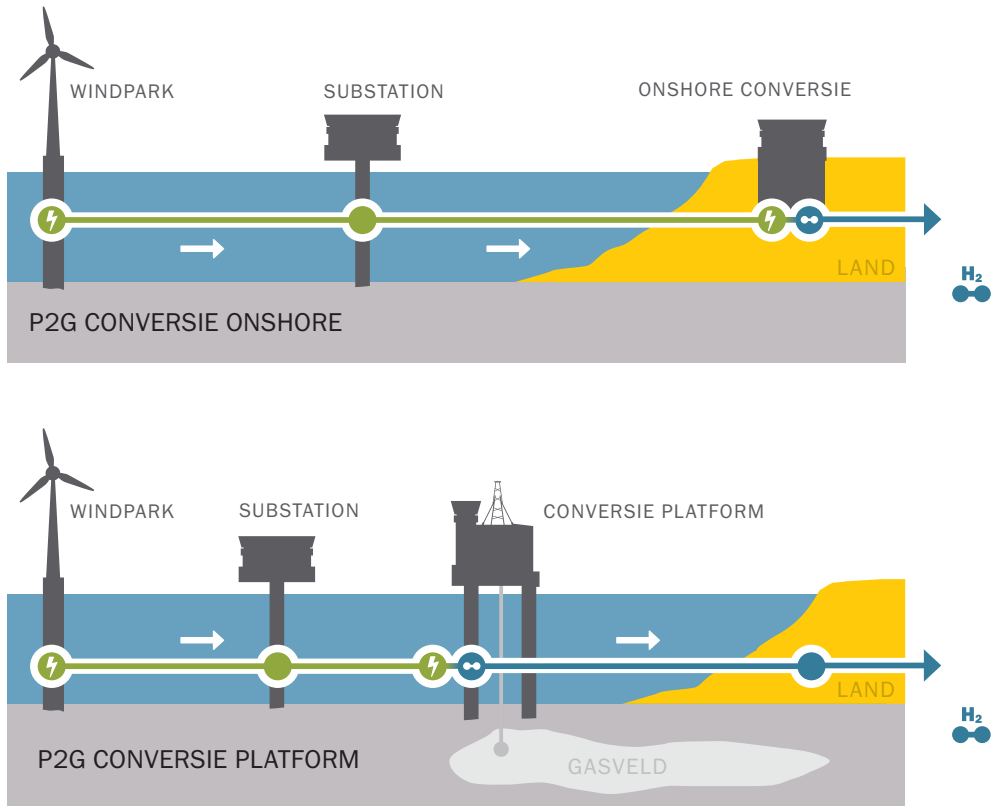 WINDPARK
SUBSTATION
ONSHORE CONVERSIE
LAND
H₂
P2G CONVERSIE ONSHORE
WINDPARK
SUBSTATION
CONVERSIE PLATFORM
LAND
H₂
P2G CONVERSIE PLATFORM
GASVELD